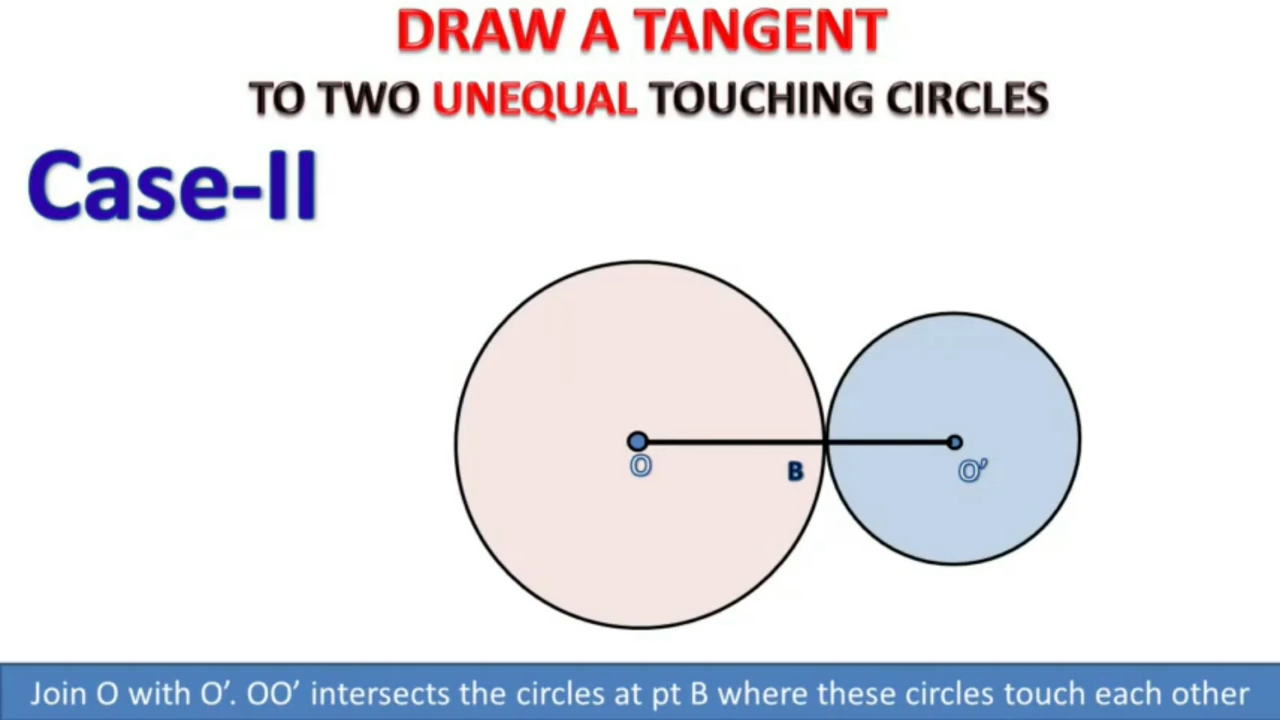 DRAW A TANGENT
TO TWO UNEQUAL TOUCHING CIRCLES
Case-II
O
B
O′
Join O with O′. OO′ intersects the circles at pt B where these circles touch each other